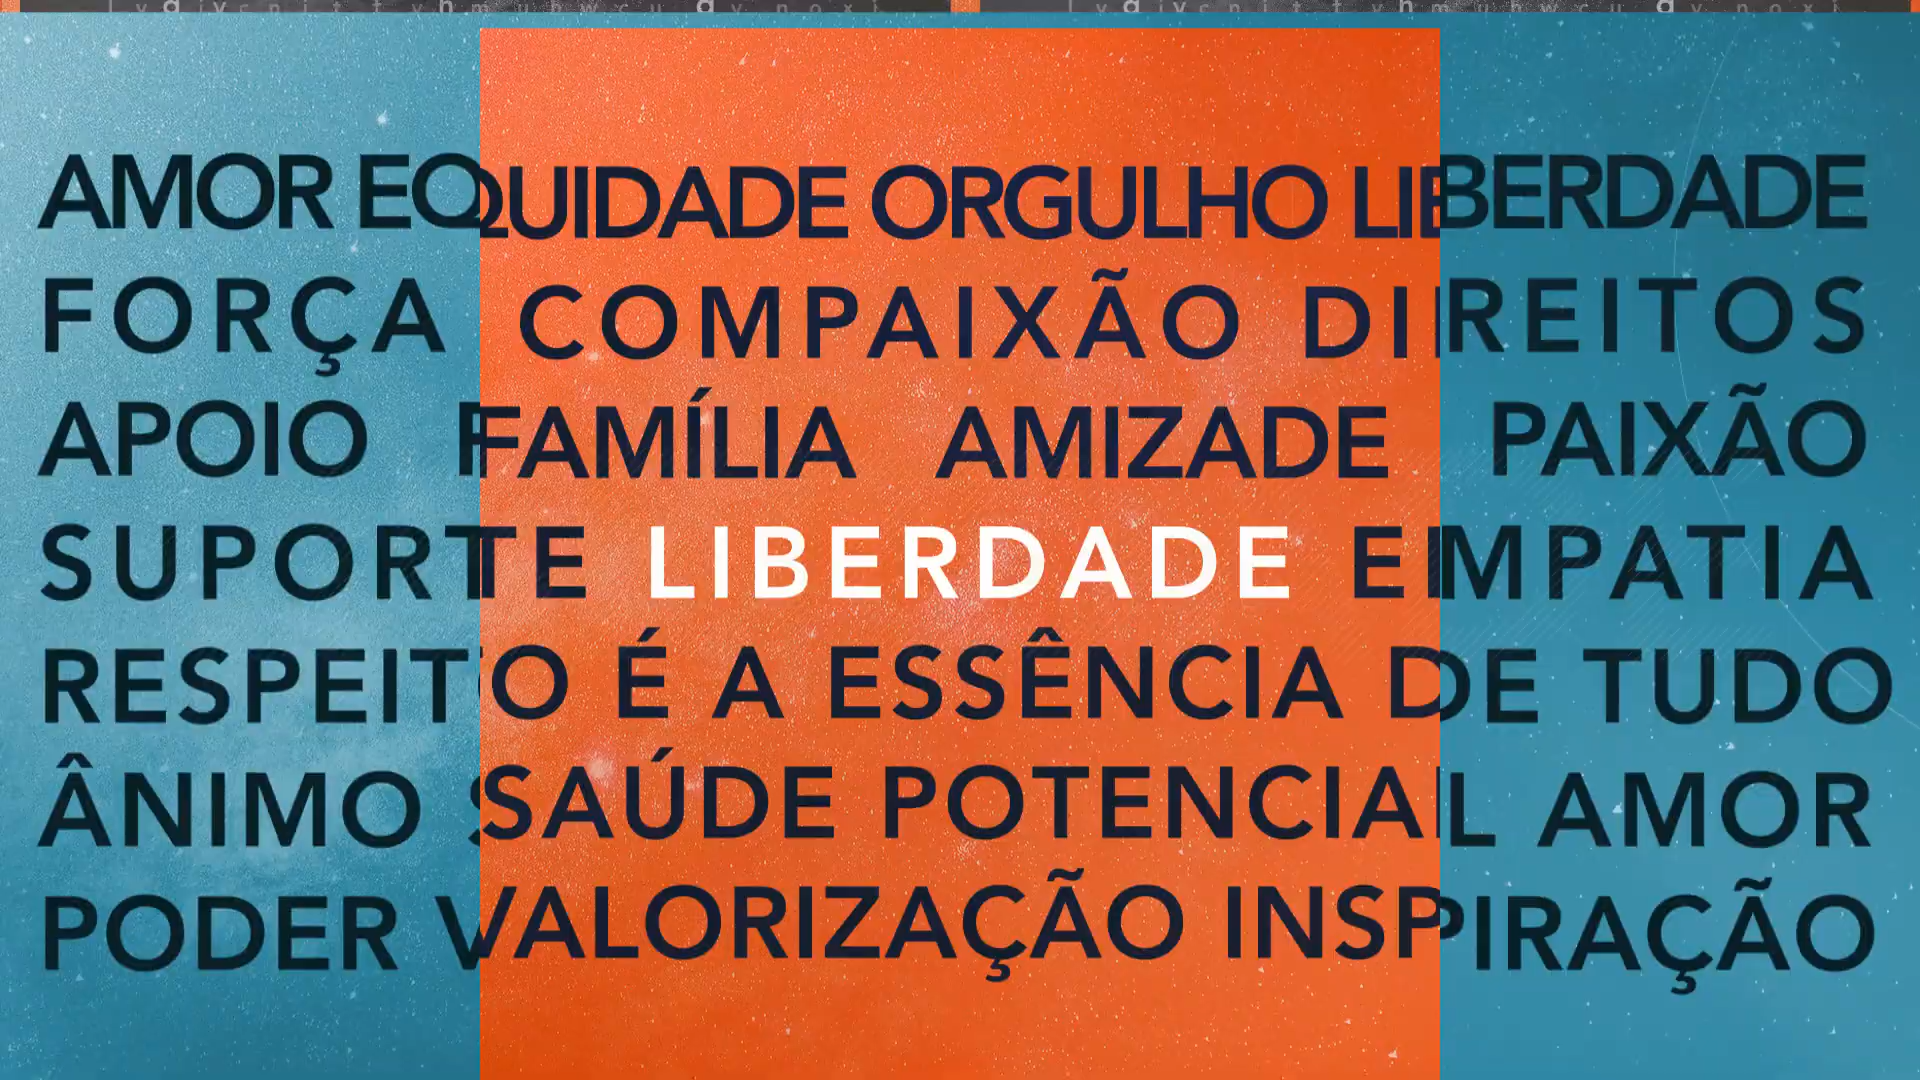 AMOR EQUIDADE ORGULHO LIBERDADE
FORÇA COMPAIXÃO DIREITOS
APOIO FAMÍLIA AMIZADE PAIXÃO
SUPORTE LIBERDADE EMPATIA
RESPEITO É A ESSÊNCIA DE TUDO
ÂNIMO SAÚDE POTENCIAL AMOR
PODER VALORIZAÇÃO INSPIRAÇÃO